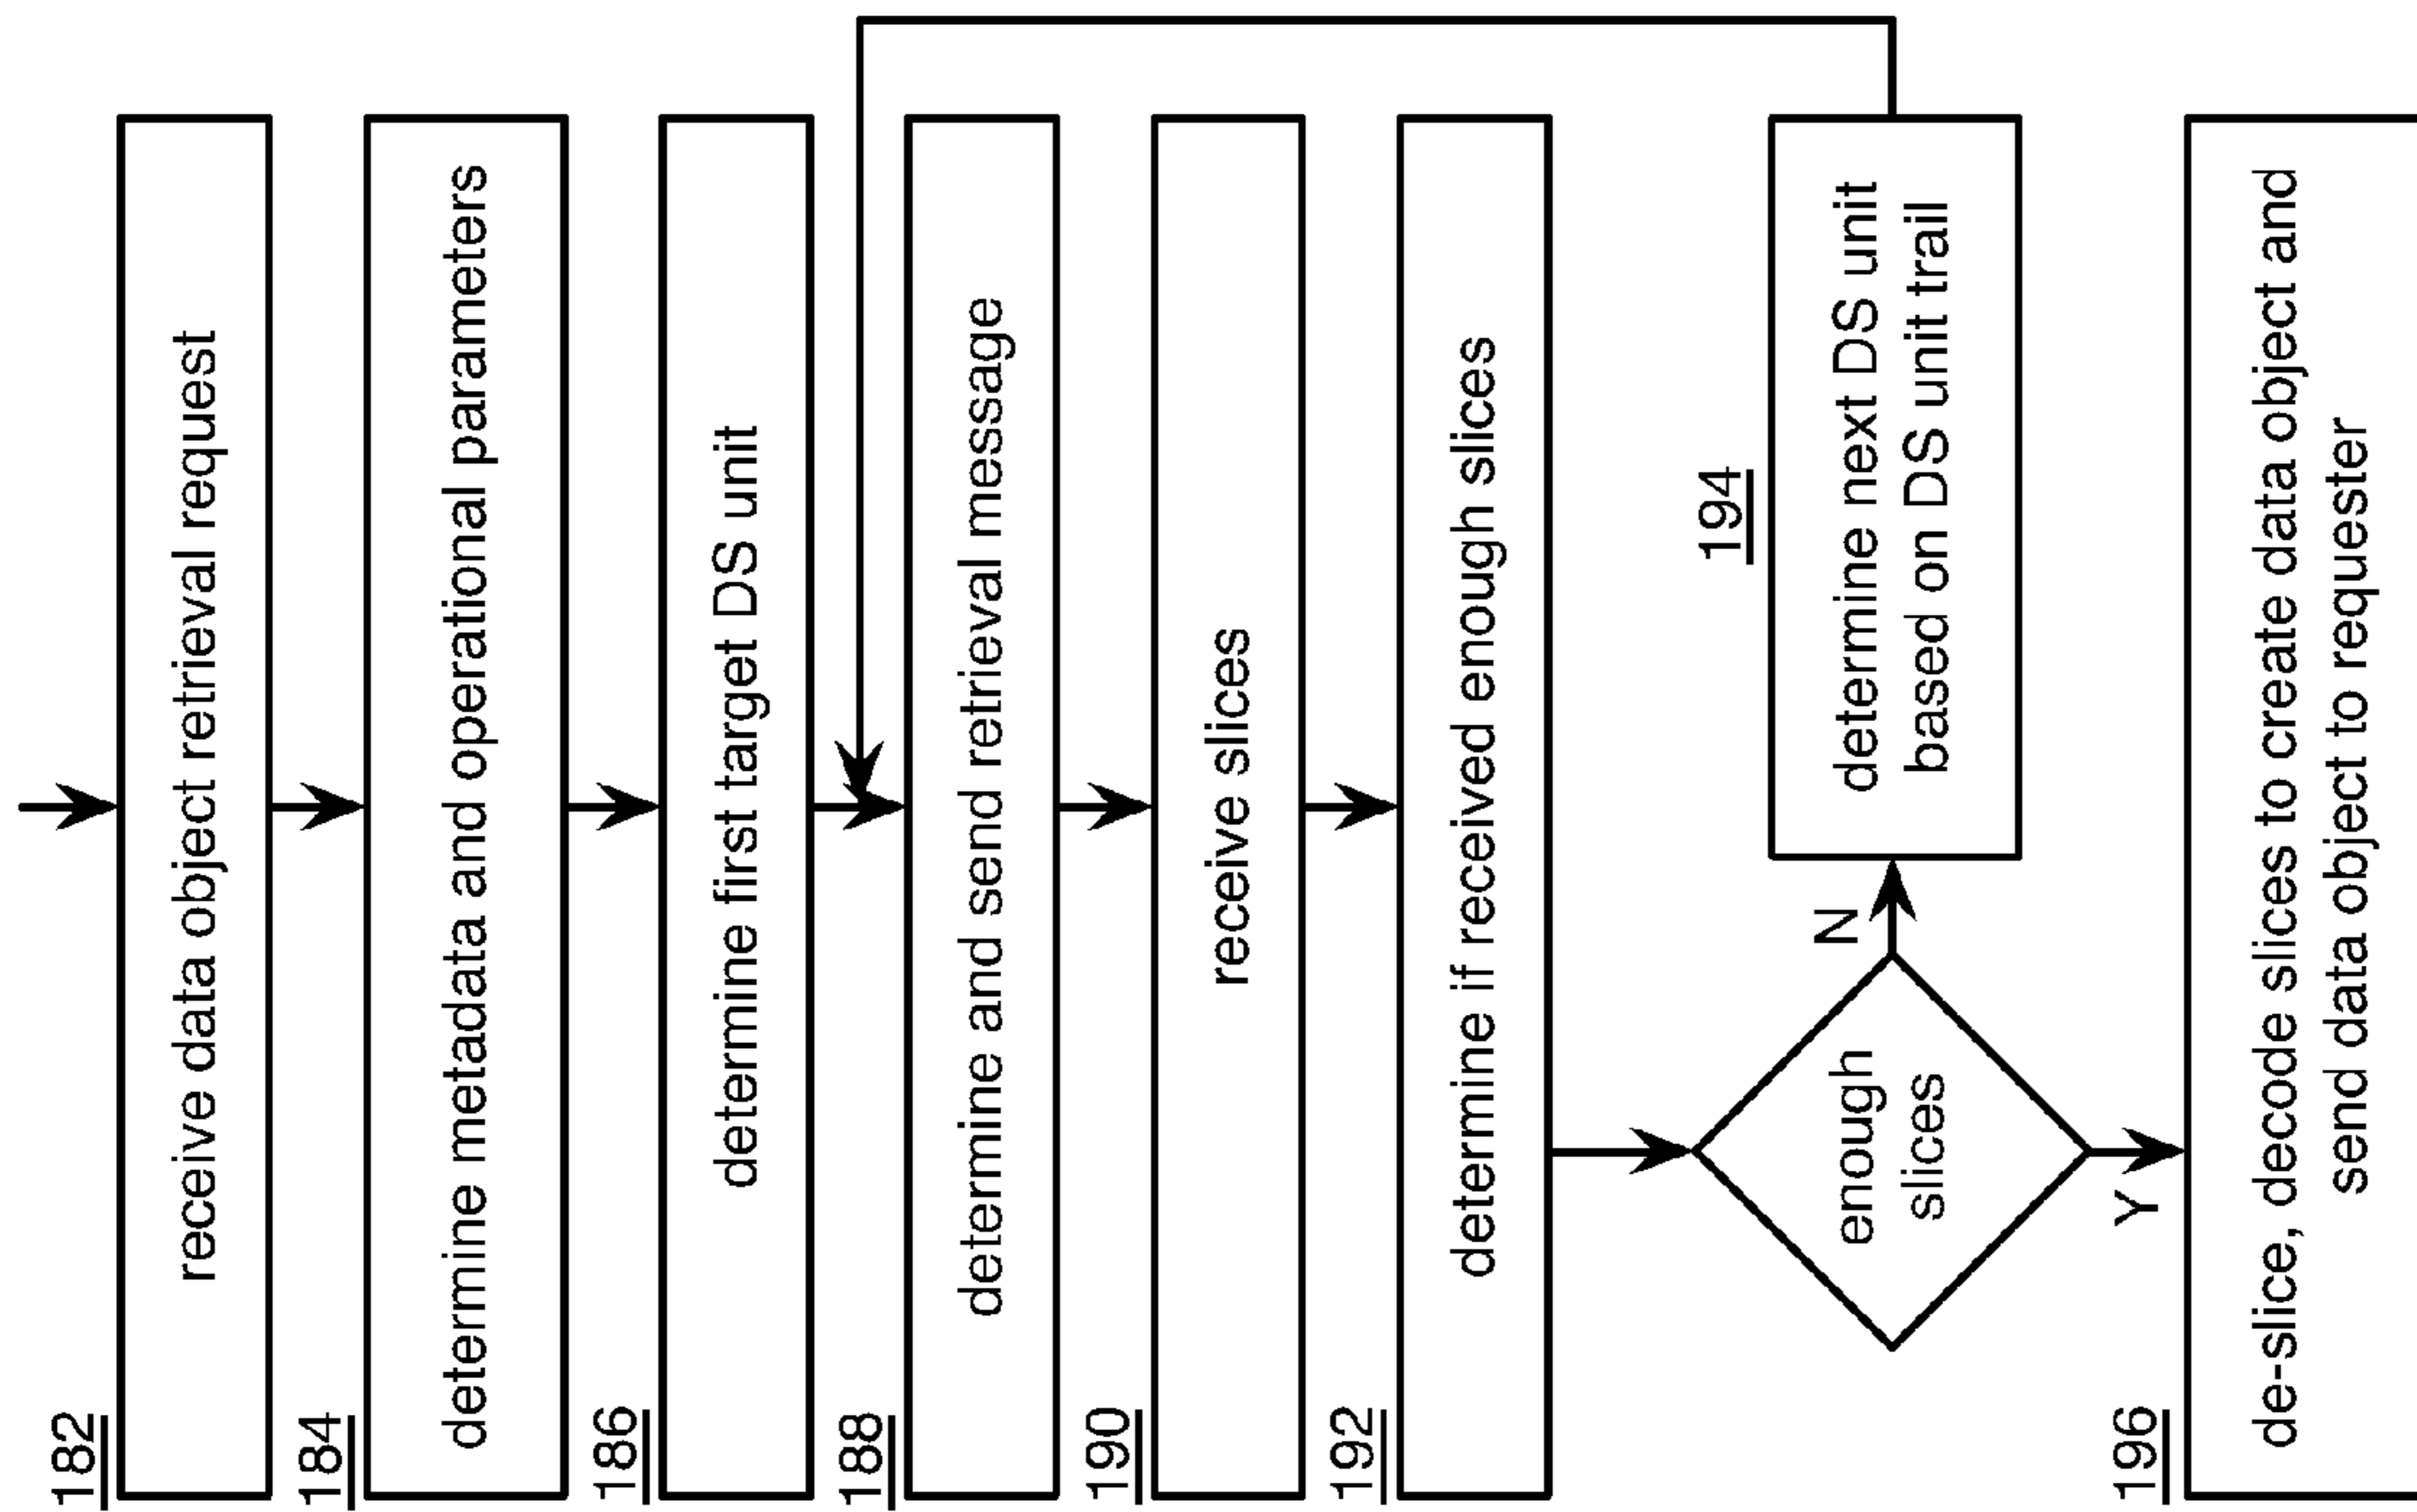 182
receive data object retrieval request
184
determine metadata and operational parameters
186
determine first target DS unit
188
determine and send retrieval message
190
receive slices
192
determine if received enough slices
enough
slices
N
194
determine next DS unit
based on DS unit trail
Y
196
de-slice, decode slices to create data object and
send data object to requester